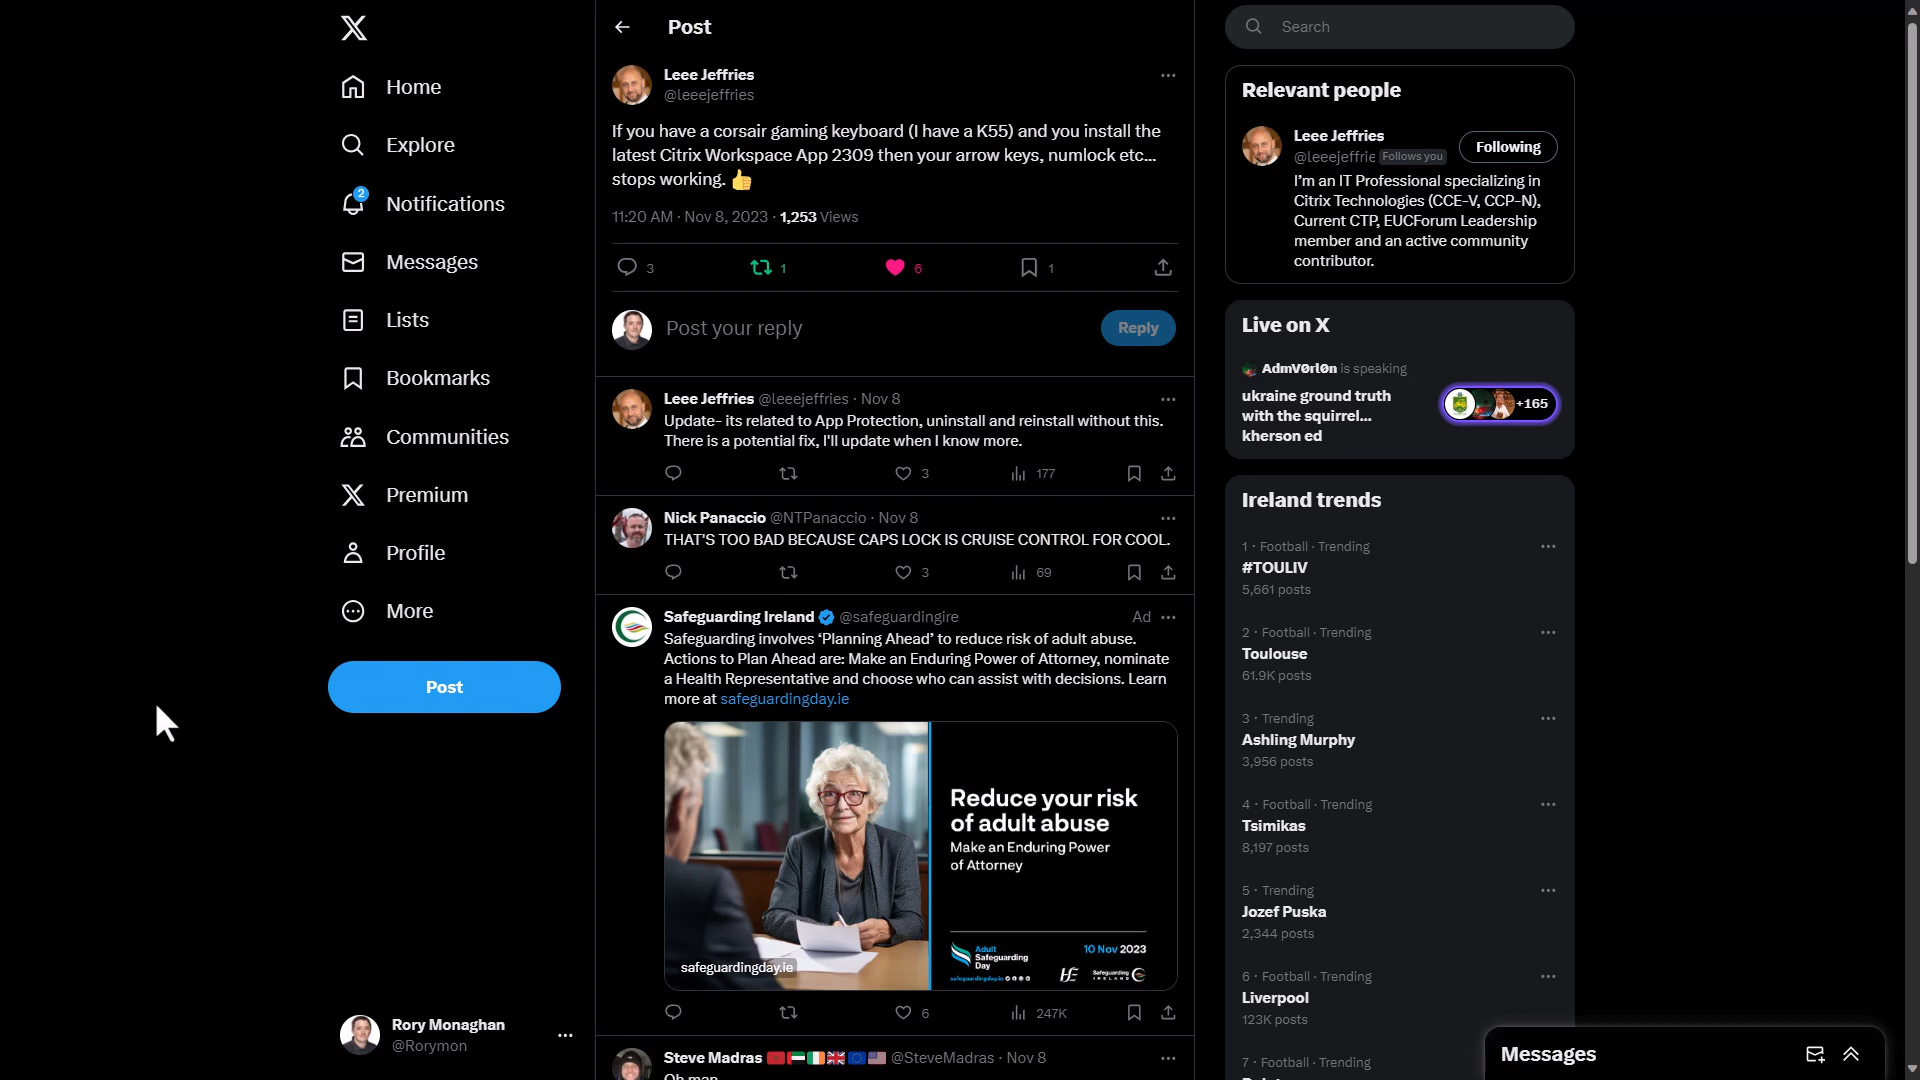 Home
Explore
2
Notifications
Messages
Lists
Bookmarks
Communities
Premium
Profile
More
Post
Rory Monaghan
@Rorymon
Post
Leee Jeffries
@leeejeffries
If you have a corsair gaming keyboard (I have a K55) and you install the
latest Citrix Workspace App 2309 then your arrow keys, numlock etc...
stops working. 👍
11:20 AM · Nov 8, 2023 · 1,253 Views
3 1 6 1
Post your reply
Reply
Leee Jeffries @leeejeffries · Nov 8
Update- its related to App Protection, uninstall and reinstall without this.
There is a potential fix, I'll update when I know more.
3 177
Nick Panaccio @NTPanaccio · Nov 8
THAT'S TOO BAD BECAUSE CAPS LOCK IS CRUISE CONTROL FOR COOL.
3 69
Safeguarding Ireland @safeguardingire Ad
Safeguarding involves ‘Planning Ahead’ to reduce risk of adult abuse.
Actions to Plan Ahead are: Make an Enduring Power of Attorney, nominate
a Health Representative and choose who can assist with decisions. Learn
more at safeguardingday.ie
Reduce your risk
of adult abuse
Make an Enduring Power
of Attorney
Adult
Safeguarding
Day
10 Nov 2023
safeguardingday.ie
Safeguarding
IRELAND
safeguardingday.ie
6 247K
Steve Madras @SteveMadras · Nov 8
Oh man
Search
Relevant people
Leee Jeffries
@leeejeffrie Follows you
Following
I’m an IT Professional specializing in
Citrix Technologies (CCE-V, CCP-N),
Current CTP, EUCForum Leadership
member and an active community
contributor.
Live on X
AdmVØrlØn is speaking
ukraine ground truth
with the squirrel...
kherson ed
+165
Ireland trends
1 · Football · Trending
#TOULIV
5,661 posts
2 · Football · Trending
Toulouse
61.9K posts
3 · Trending
Ashling Murphy
3,956 posts
4 · Football · Trending
Tsimikas
8,197 posts
5 · Trending
Jozef Puska
2,344 posts
6 · Football · Trending
Liverpool
123K posts
7 · Football · Trending
Messages